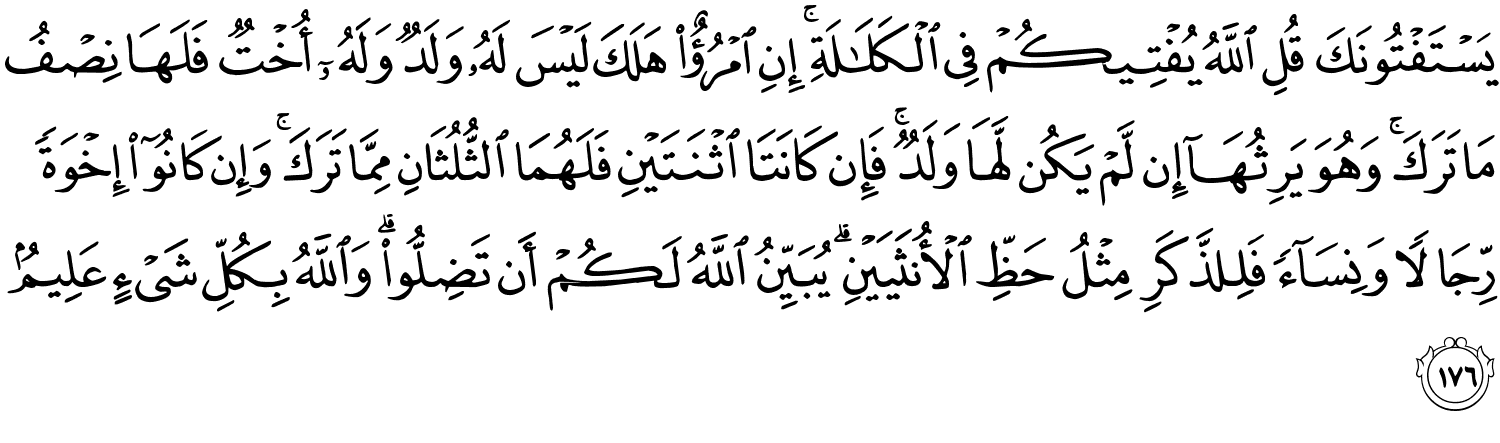 يَسۡتَفۡتُونَكَ قُلِ ٱللَّهُ يُفۡتِيكُمۡ فِي ٱلۡكَلَٰلَةِۚ إِنِ ٱمۡرُؤٌاْ هَلَكَ لَيۡسَ لَهُۥ وَلَدٞ وَلَهُۥٓ أُخۡتٞ فَلَهَا نِصۡفُ
مَا تَرَكَۚ وَهُوَ يَرِثُهَآ إِن لَّمۡ يَكُن لَّهَا وَلَدٞۚ فَإِن كَانَتَا ٱثۡنَتَيۡنِ فَلَهُمَا ٱلثُّلُثَانِ مِمَّا تَرَكَۚ وَإِن كَانُوٓاْ إِخۡوَةٗ
رِّجَالٗا وَنِسَآءٗ فَلِلذَّكَرِ مِثۡلُ حَظِّ ٱلۡأُنثَيَيۡنِۗ يُبَيِّنُ ٱللَّهُ لَكُمۡ أَن تَضِلُّواْۗ وَٱللَّهُ بِكُلِّ شَيۡءٍ عَلِيمُۢ
١٧٦